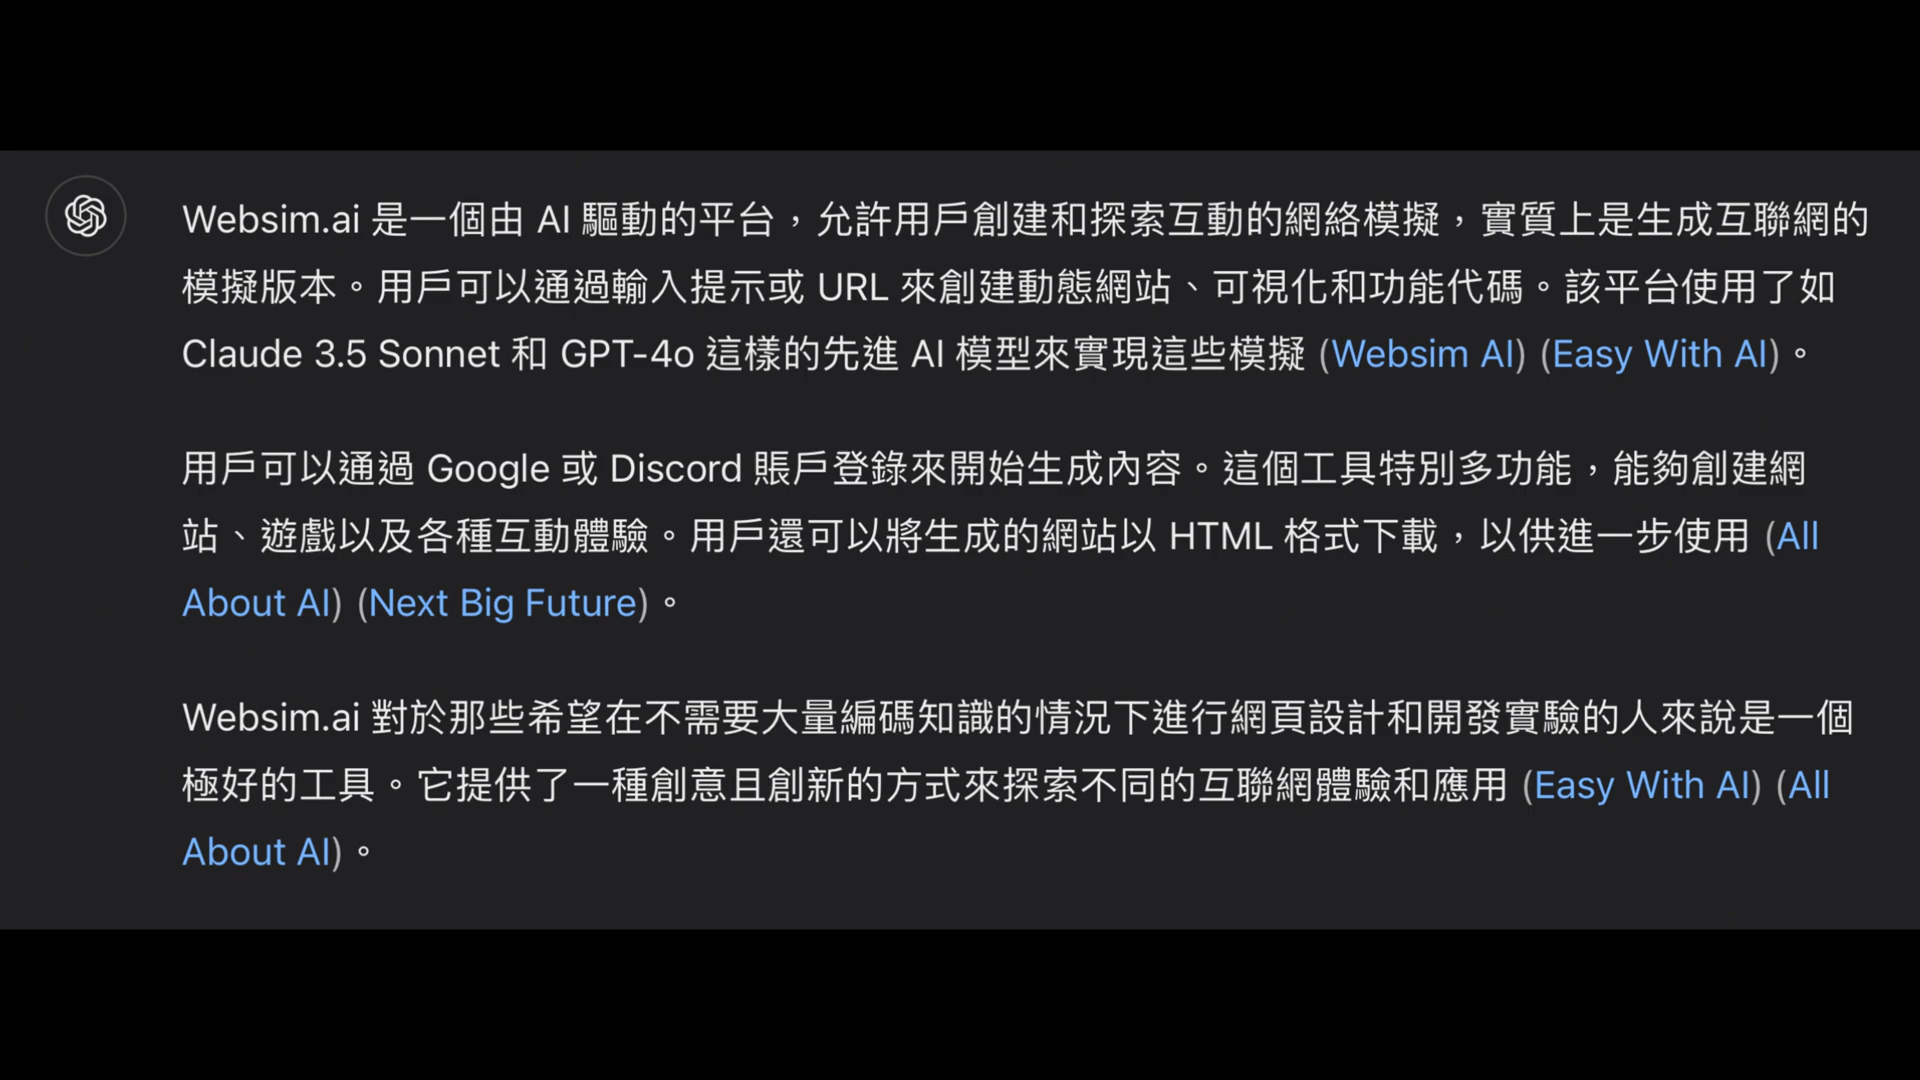 Websim.ai 是一個由 AI 驅動的平台，允許用戶創建和探索互動的網絡模擬，實質上是生成互聯網的
模擬版本。用戶可以通過輸入提示或 URL 來創建動態網站、可視化和功能代碼。該平台使用了如
Claude 3.5 Sonnet 和 GPT-4o 這樣的先進 AI 模型來實現這些模擬 (Websim AI) (Easy With AI)。
用戶可以通過 Google 或 Discord 賬戶登錄來開始生成內容。這個工具特別多功能，能夠創建網
站、遊戲以及各種互動體驗。用戶還可以將生成的網站以 HTML 格式下載，以供進一步使用 (All
About AI) (Next Big Future)。
Websim.ai 對於那些希望在不需要大量編碼知識的情況下進行網頁設計和開發實驗的人來說是一個
極好的工具。它提供了一種創意且創新的方式來探索不同的互聯網體驗和應用 (Easy With AI) (All
About AI)。